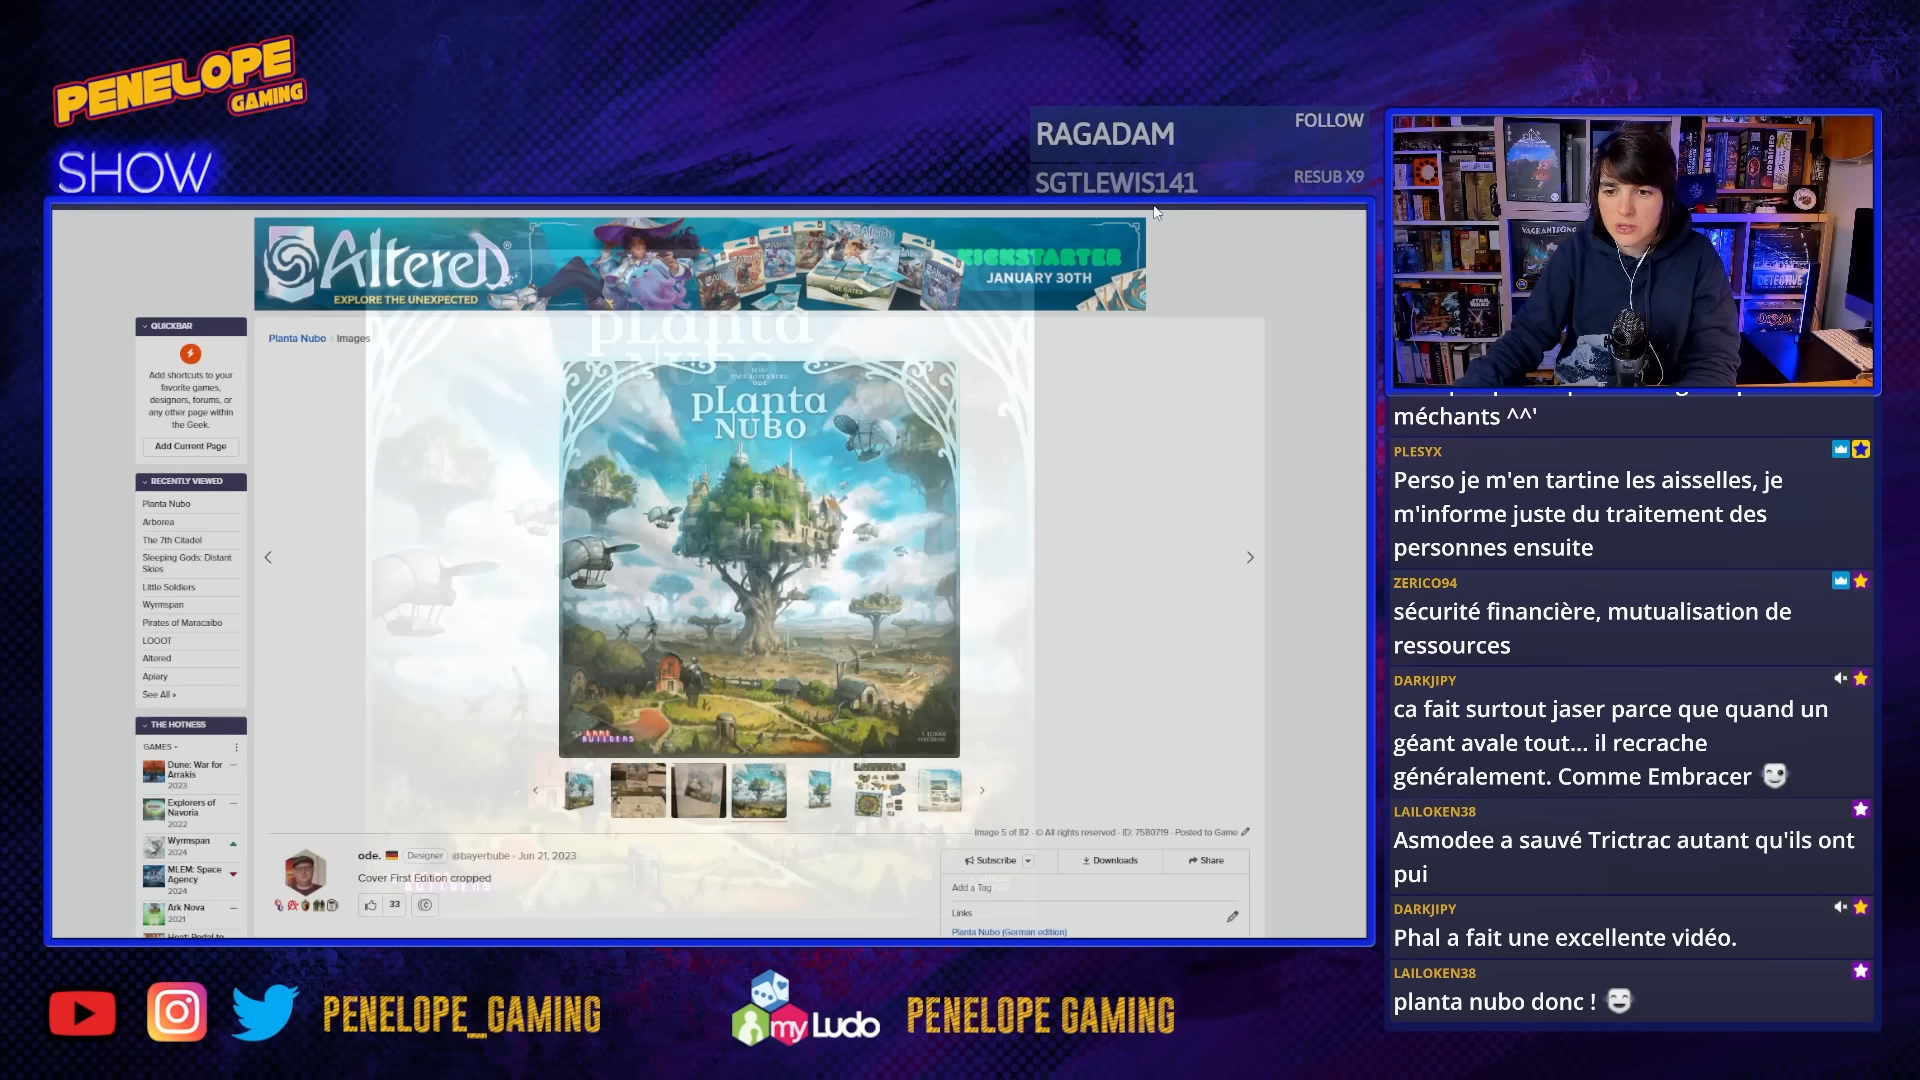 PENELOPE
GAMING
SHOW
RAGADAM
FOLLOW
SGTLEWIS141
RESUB X9
Altered
EXPLORE THE UNEXPECTED
KICKSTARTER
JANUARY 30TH
QUICKBAR
Add shortcuts to your
favorite games,
designers, forums, or
any other page within
the Geek.
Add Current Page
RECENTLY VIEWED
Planta Nubo
Arborea
The 7th Citadel
Sleeping Gods: Distant
Skies
Little Soldiers
Wyrmspan
Pirates of Maracaibo
LOOOT
Altered
Apiary
See All »
THE HOTNESS
GAMES
Dune: War for
Arrakis
2023
Explorers of
Navoria
2022
Wyrmspan
2024
MLEM: Space
Agency
2024
Ark Nova
2021
Planta Nubo › Images
planta
NUBO
planta
NUBO
GAME
BUILDERS
Image 5 of 82 · © All rights reserved · ID: 7580719 · Posted to Game
ode.
Designer
@bayerbube · Jun 21, 2023
Cover First Edition cropped
33
Subscribe
Downloads
Share
Add a Tag
Links
Planta Nubo (German edition)
VAGRANTSONG
DETECTIVE
STAR WARS
méchants ^^'
PLESYX
Perso je m'en tartine les aisselles, je
m'informe juste du traitement des
personnes ensuite
ZERICO94
sécurité financière, mutualisation de
ressources
DARKJIPY
ca fait surtout jaser parce que quand un
géant avale tout... il recrache
généralement. Comme Embracer
LAILOKEN38
Asmodee a sauvé Trictrac autant qu'ils ont
pui
DARKJIPY
Phal a fait une excellente vidéo.
LAILOKEN38
planta nubo donc !
PENELOPE_GAMING
myLudo
PENELOPE GAMING